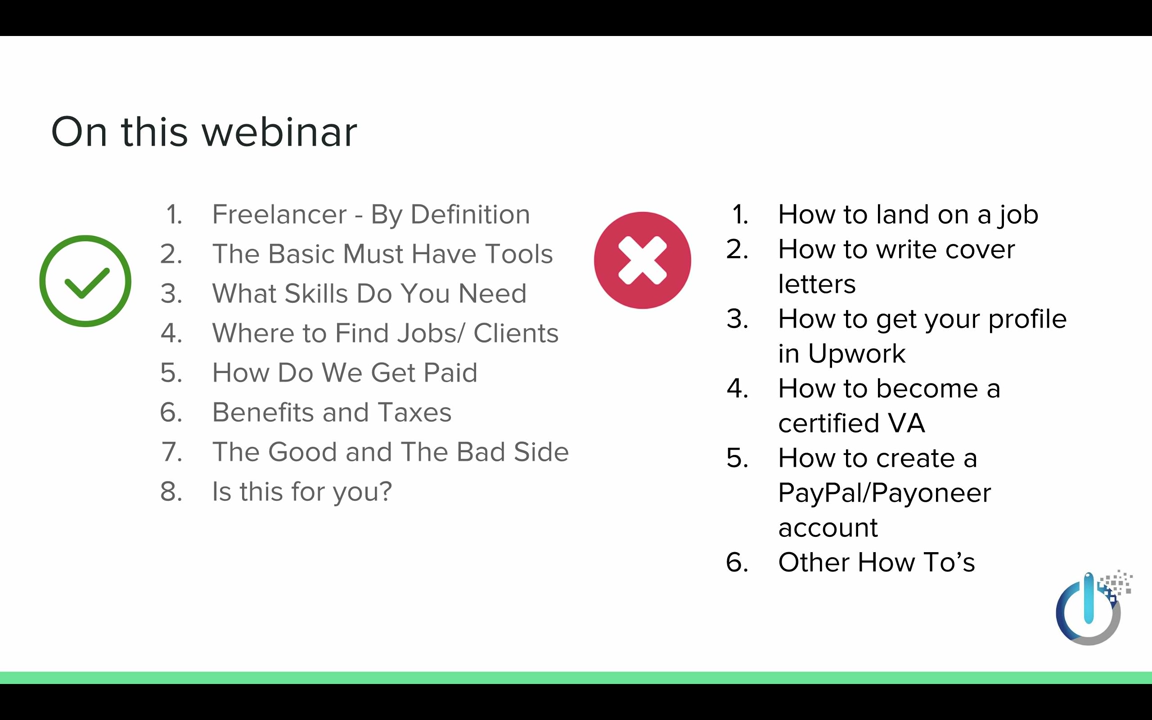 On this webinar
1. Freelancer - By Definition
2. The Basic Must Have Tools
3. What Skills Do You Need
4. Where to Find Jobs/ Clients
5. How Do We Get Paid
6. Benefits and Taxes
7. The Good and The Bad Side
8. Is this for you?
1. How to land on a job
2. How to write cover
letters
3. How to get your profile
in Upwork
4. How to become a
certified VA
5. How to create a
PayPal/Payoneer
account
6. Other How To’s